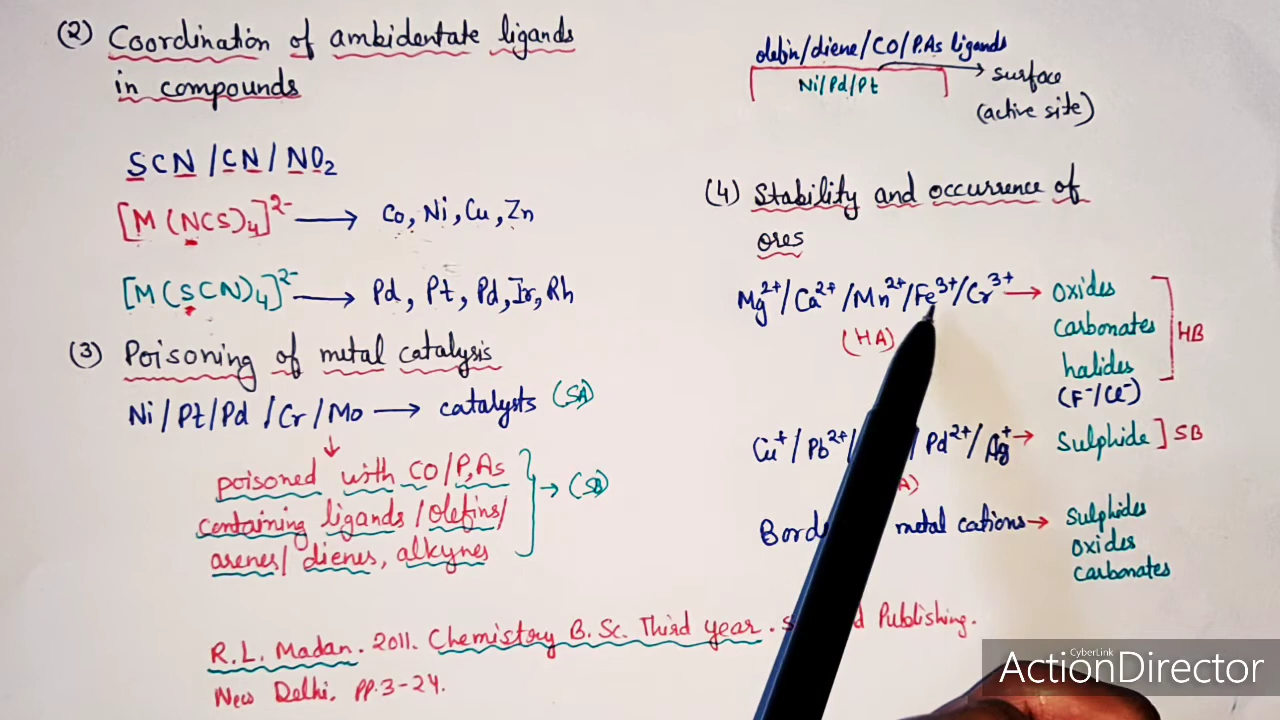 (2) Coordination of ambidentate ligands
in compounds
SCN / CN / NO₂
[M(NCS)₄]²⁻ → Co, Ni, Cu, Zn
[M(SCN)₄]²⁻ → Pd, Pt, Pd, Ir, Rh
(3) Poisoning of metal catalysis
Ni / Pt / Pd / Cr / Mo → catalysts (SA)
↓
poisoned with CO / P, As
containing ligands / olefins /
arenes / dienes, alkynes
→ (SB)
olefin/diene/CO/P.As ligands
Ni/Pd/Pt
→ surface
(active site)
(4) Stability and occurrence of
ores
Mg²⁺/Ca²⁺/Mn²⁺/Fe³⁺/Cr³⁺ → Oxides
carbonates
halides
(F⁻/Cl⁻)
HB
(HA)
Cu⁺/Pb²⁺/ / Pd²⁺/Ag⁺ → Sulphide ] SB
A)
metal cations → Sulphides
oxides
carbonates
R.L. Madan. 2011. Chemistry B.Sc. Third year. Publishing.
New Delhi. pp. 3-24.
CyberLink
ActionDirector